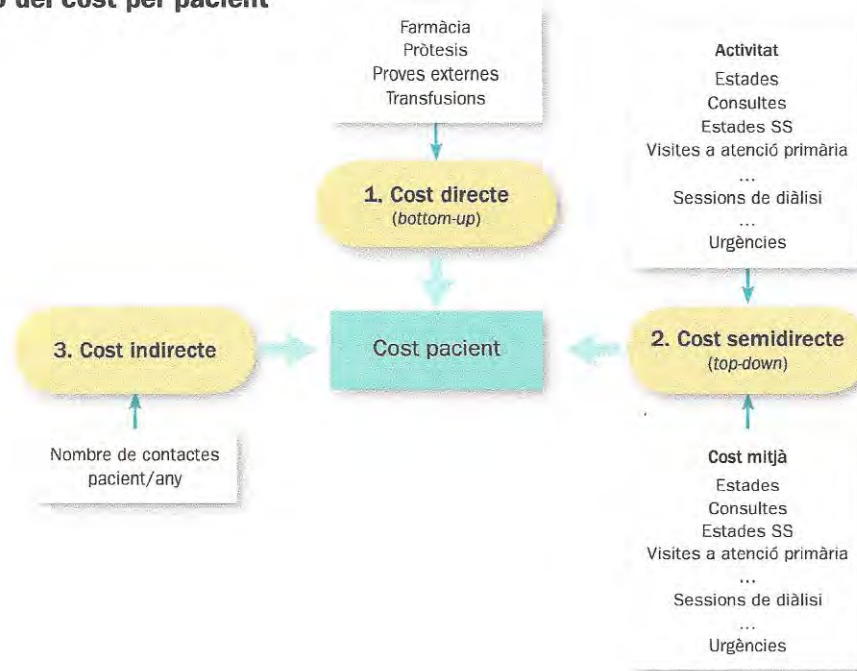 del cost per pacient
Farmàcia
Pròtesis
Proves externes
Transfusions
1. Cost directe
(bottom-up)
Activitat
Estades
Consultes
Estades SS
Visites a atenció primària
...
Sessions de diàlisi
...
Urgències
3. Cost indirecte
Cost pacient
2. Cost semidirecte
(top-down)
Nombre de contactes
pacient/any
Cost mitjà
Estades
Consultes
Estades SS
Visites a atenció primària
...
Sessions de diàlisi
...
Urgències